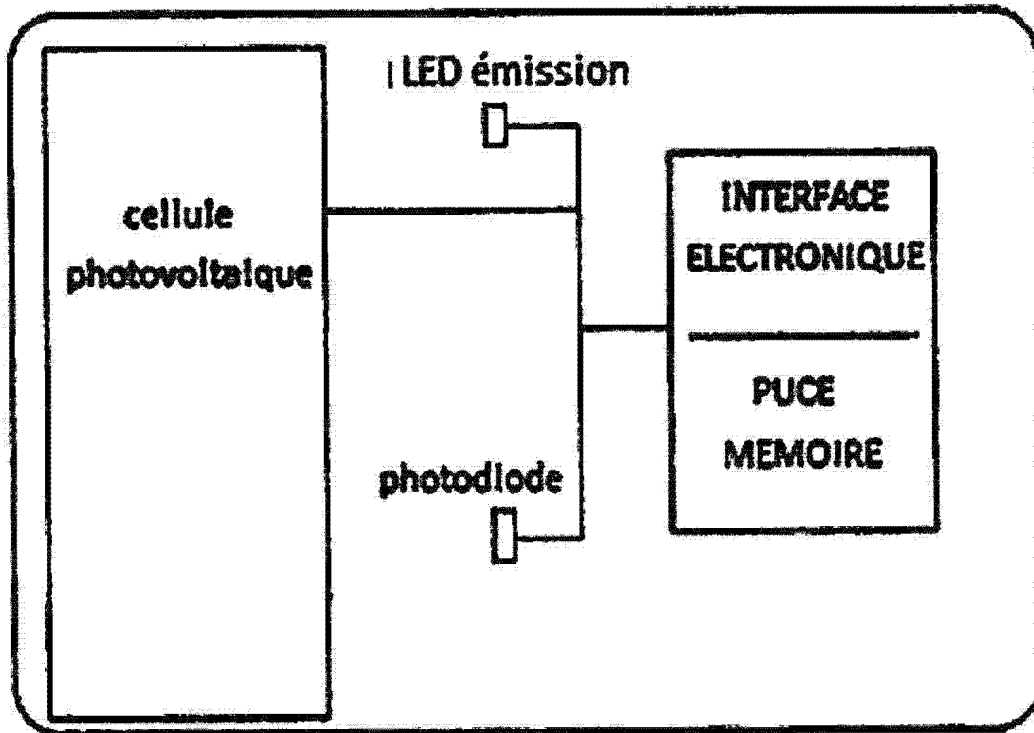 LED émission
cellule
photovoltaique
INTERFACE
ELECTRONIQUE
PUCE
MEMOIRE
photodiode